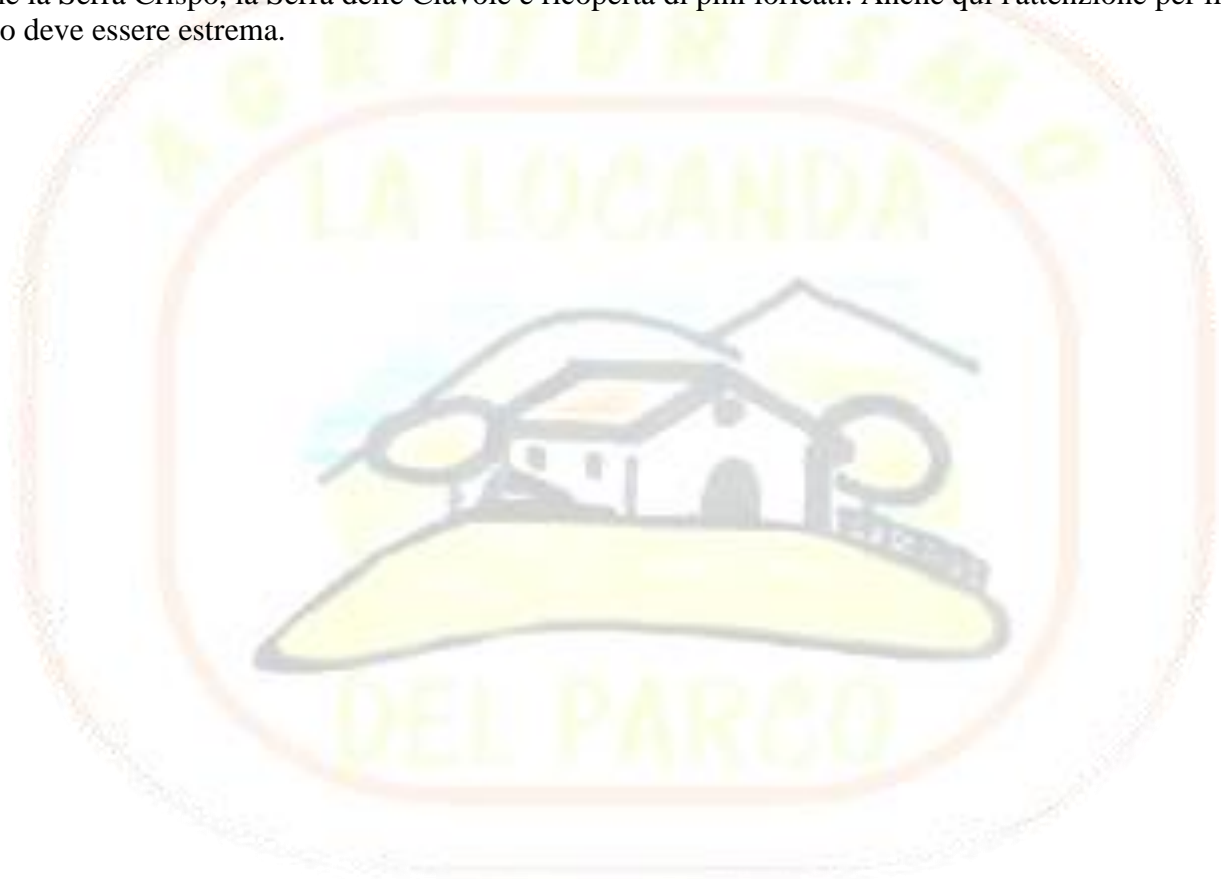 la Serra Crispo, la Serra delle Ciavole è ricoperta di pini loricati. Anche qui l'attenzione per
deve essere estrema.
AGRITURISMO
LA LOCANDA
DEL PARCO